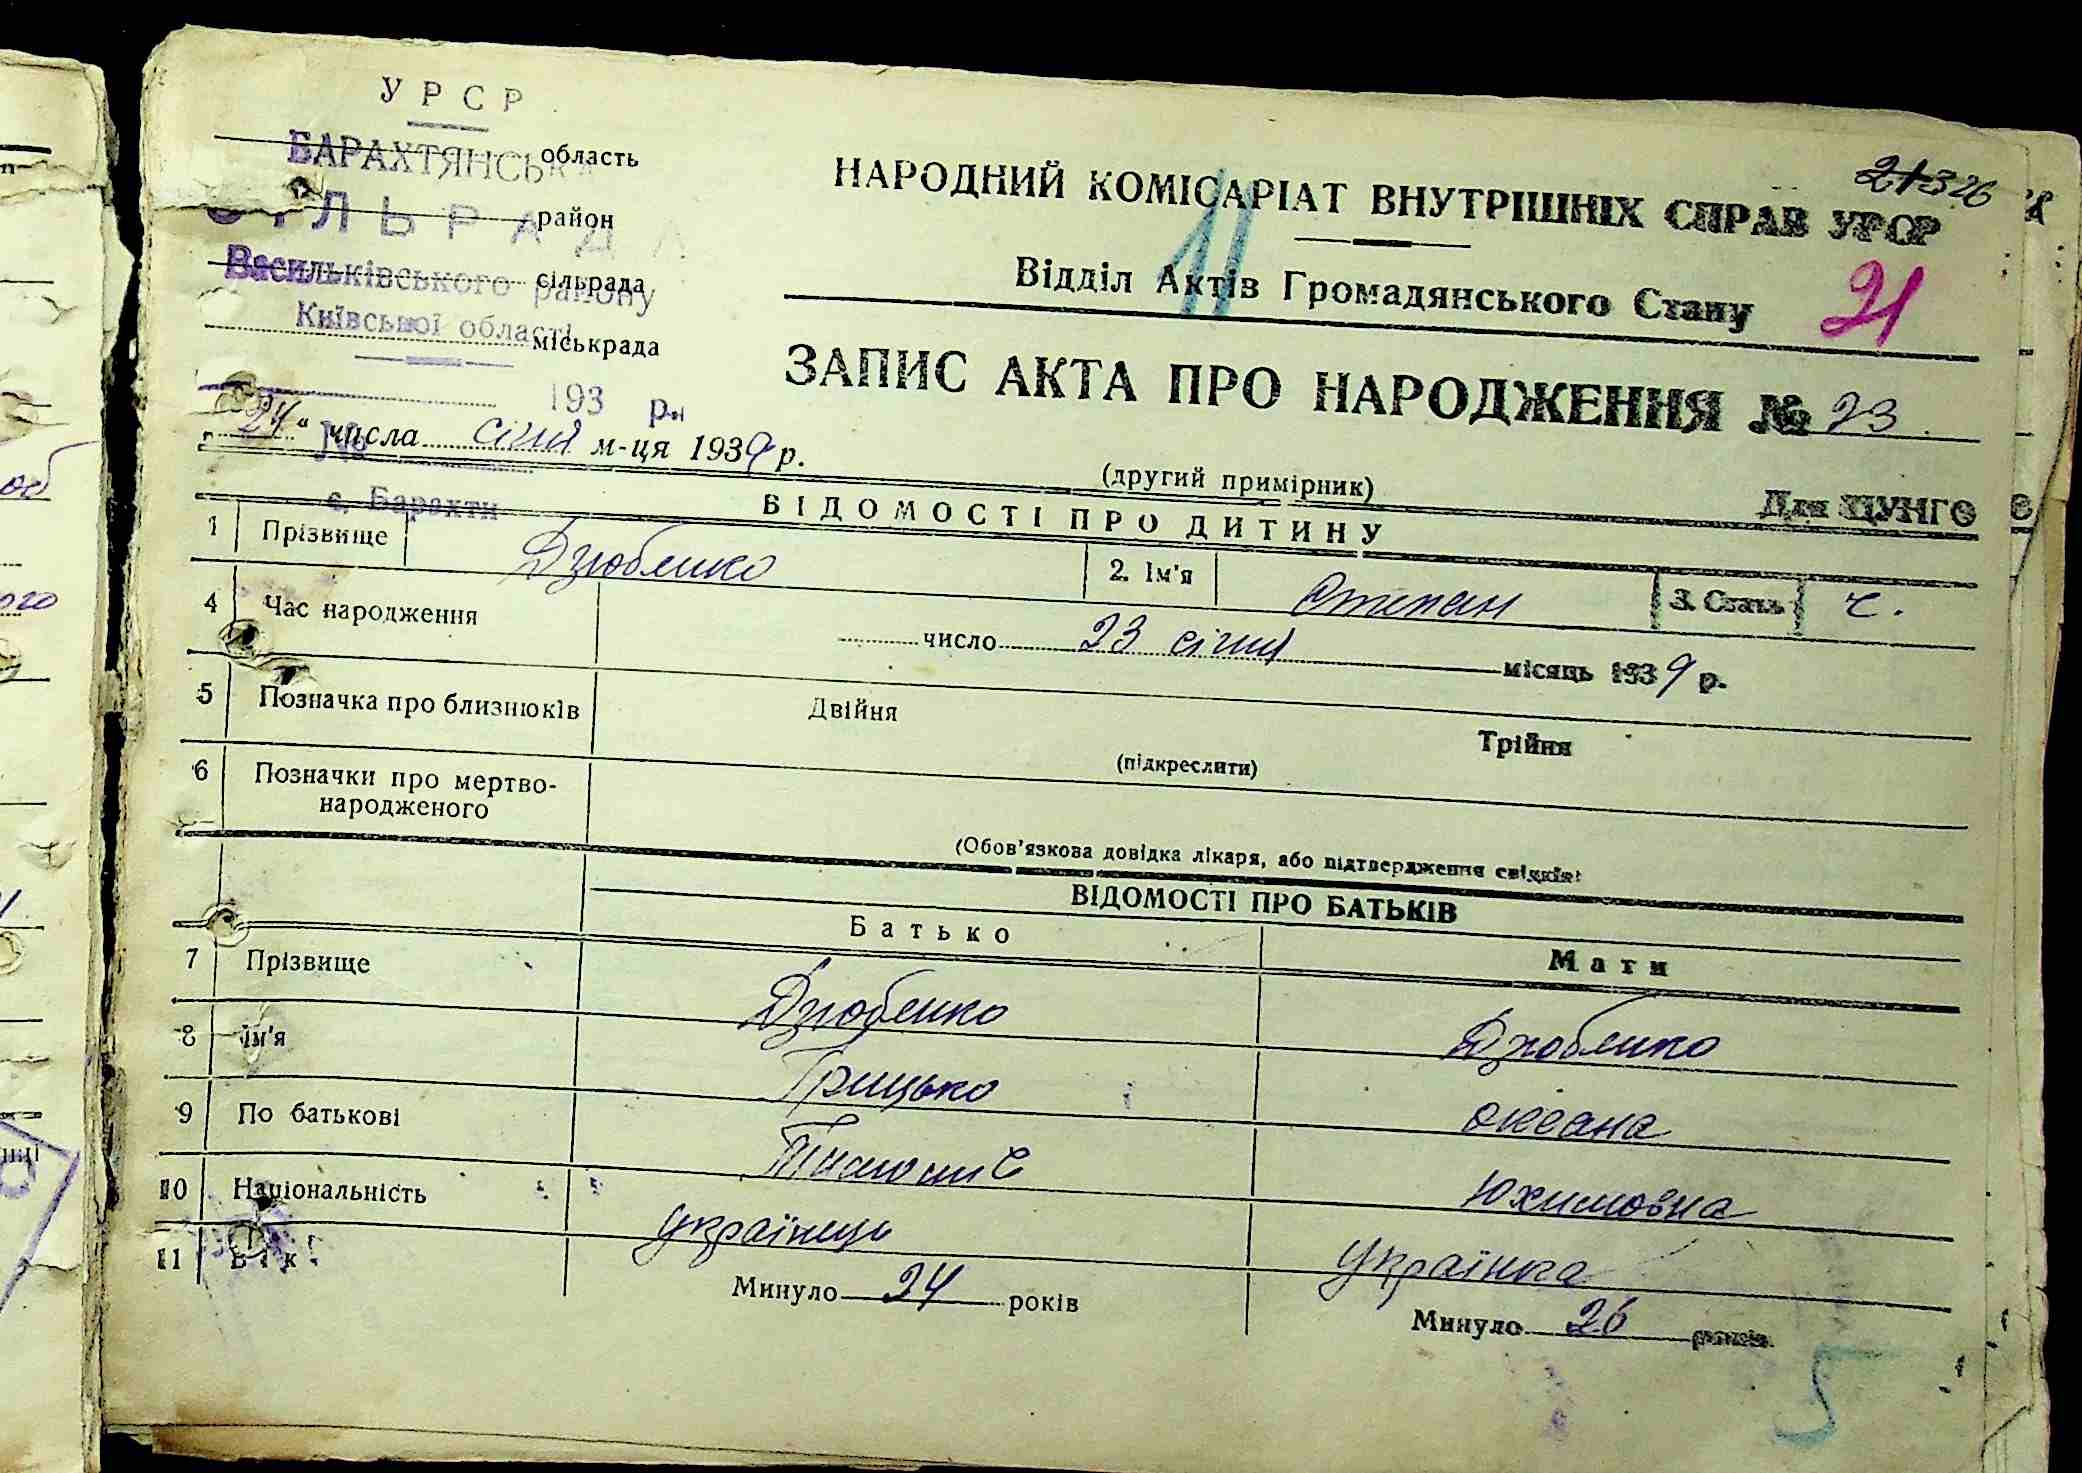 УРСР
БАРАХТЯНСЬКА область
СІЛЬРАДА район
Васильківського району сільрада
Київської області міськрада
193 р.
24 " числа січня м-ця 1939 р.
№
с. Барахти
НАРОДНИЙ КОМІСАРІАТ ВНУТРІШНІХ СПРАВ УРСР
326
11
Відділ Актів Громадянського Стану
21
ЗАПИС АКТА ПРО НАРОДЖЕННЯ № 23
(другий примірник)
Для ЦУНГО
ВІДОМОСТІ ПРО ДИТИНУ
1 Прізвище Дзюбенко 2. Ім'я Степан 3. Стать ч.
4 Час народження число 23 січня місяць 1939 р.
5 Позначка про близнюків Двійня Трійня
(підкреслити)
6 Позначки про мертво-
народженого
(Обов'язкова довідка лікаря, або підтвердження свідків)
ВІДОМОСТІ ПРО БАТЬКІВ
Батько Мати
7 Прізвище Дзюбенко Дзюбенко
8 Ім'я Грицько Оксана
9 По батькові Юхимовна
10 Національність українець українка
11 Вік Минуло 24 років Минуло 26 років
5